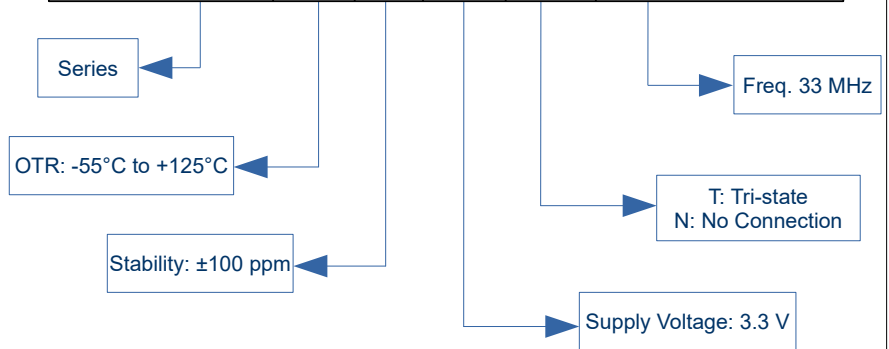 Series
Freq. 33 MHz
OTR: -55°C to +125°C
T: Tri-state
N: No Connection
Stability: ±100 ppm
Supply Voltage: 3.3 V